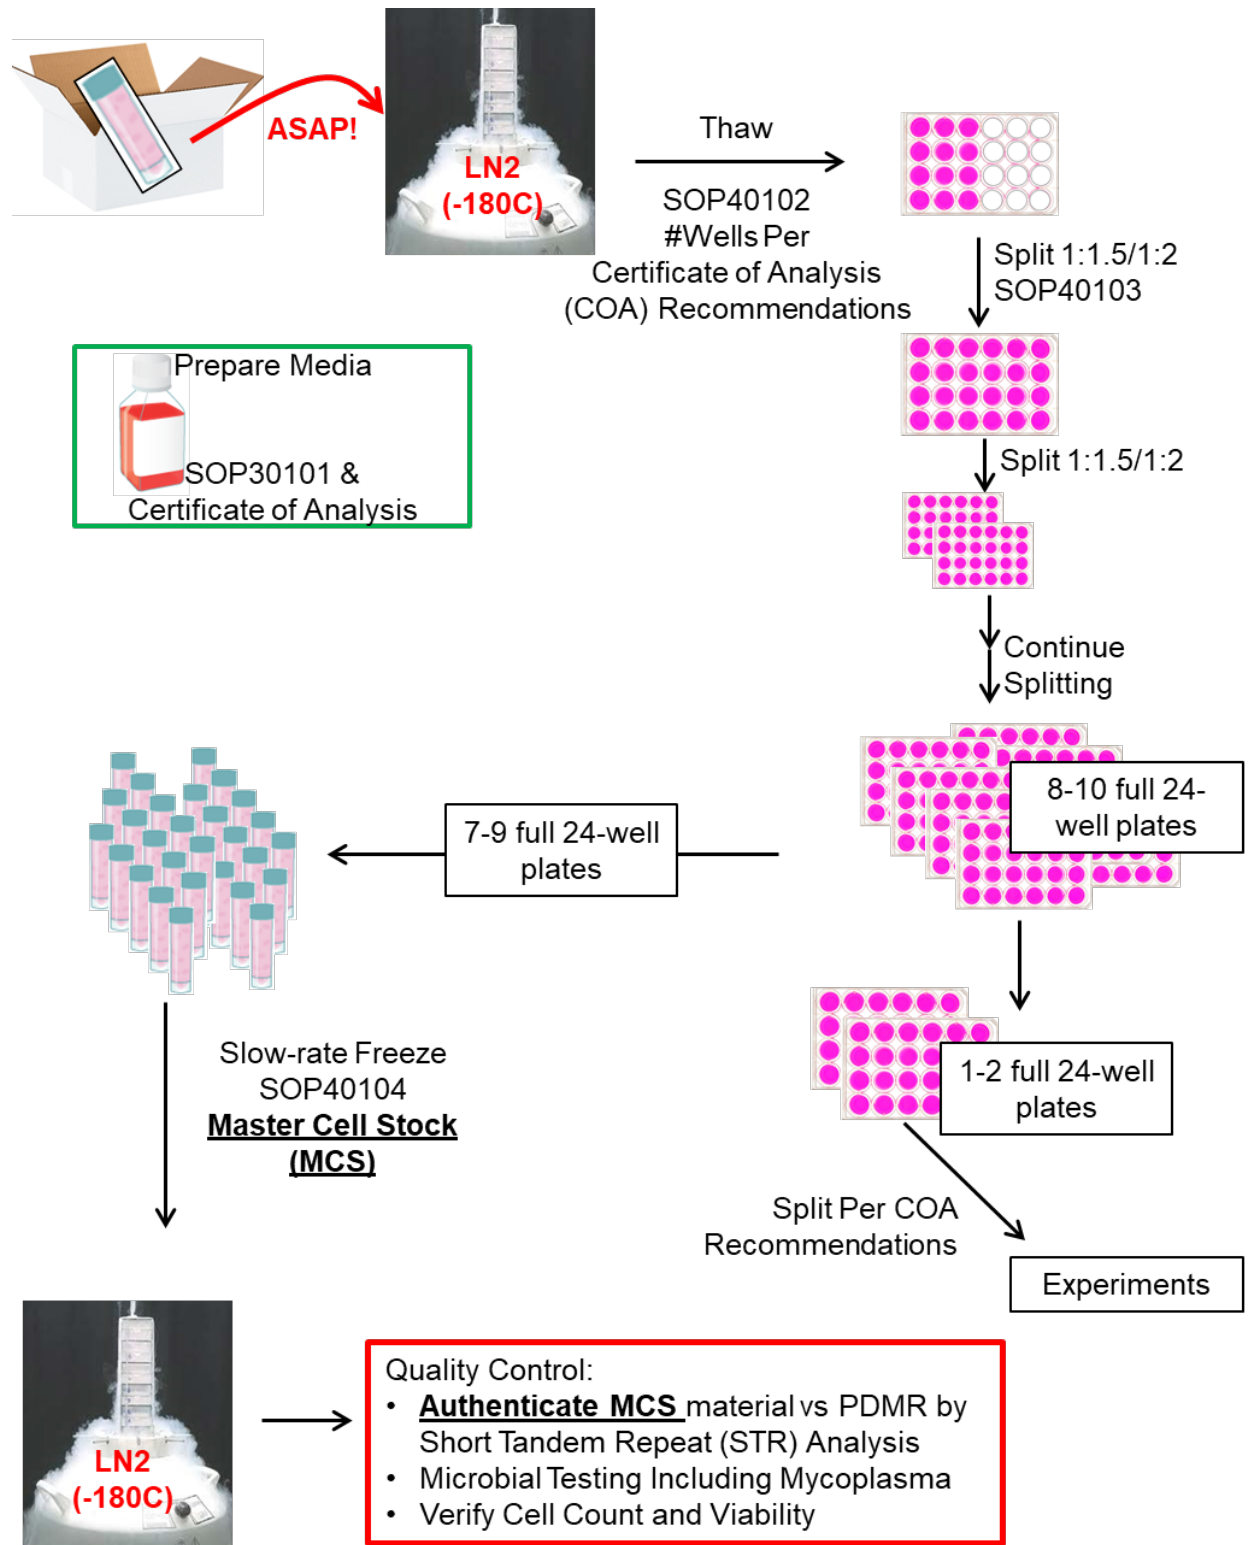 ASAP!
LN2
(-180C)
Thaw
SOP40102
#Wells Per
Certificate of Analysis
(COA) Recommendations
Split 1:1.5/1:2
SOP40103
Prepare Media
SOP30101 &
Certificate of Analysis
Split 1:1.5/1:2
Continue
Splitting
8-10 full 24-
well plates
7-9 full 24-well
plates
1-2 full 24-well
plates
Slow-rate Freeze
SOP40104
Master Cell Stock
(MCS)
Split Per COA
Recommendations
Experiments
LN2
(-180C)
Quality Control:
• Authenticate MCS material vs PDMR by
Short Tandem Repeat (STR) Analysis
• Microbial Testing Including Mycoplasma
• Verify Cell Count and Viability